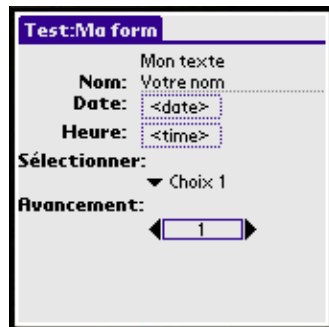 Test:Ma form
Mon texte
Nom: Votre nom
Date: <date>
Heure: <time>
Sélectionner:
Choix 1
Avancement:
1